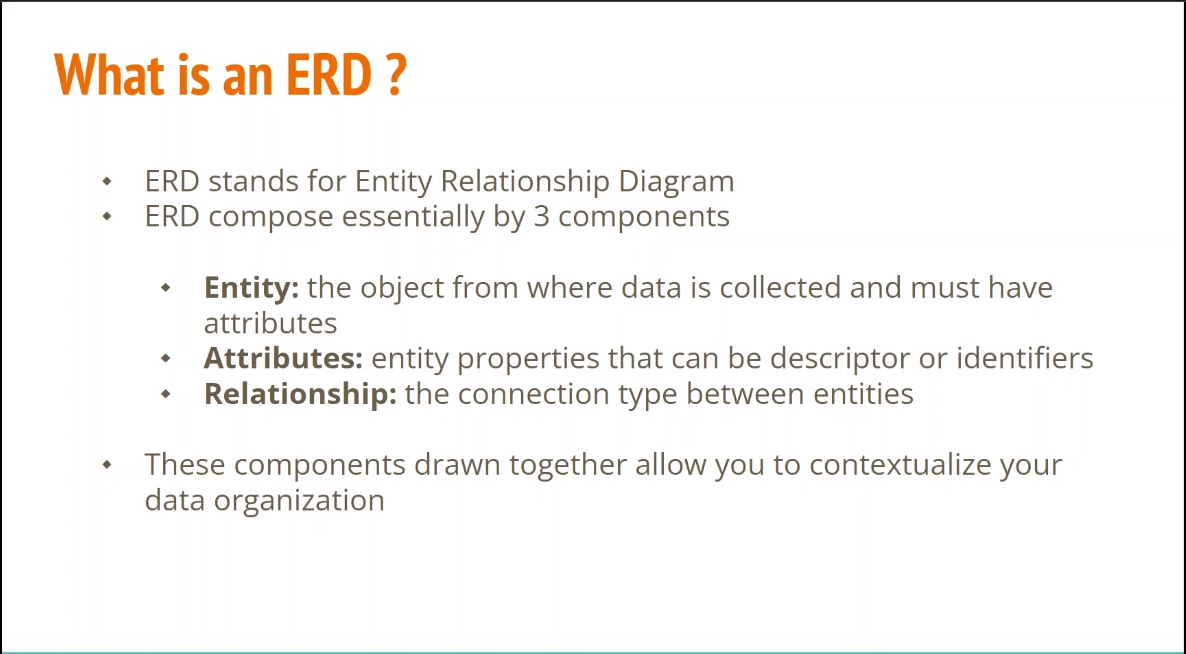 What is an ERD ?
ERD stands for Entity Relationship Diagram
ERD compose essentially by 3 components
Entity: the object from where data is collected and must have
attributes
Attributes: entity properties that can be descriptor or identifiers
Relationship: the connection type between entities
These components drawn together allow you to contextualize your
data organization